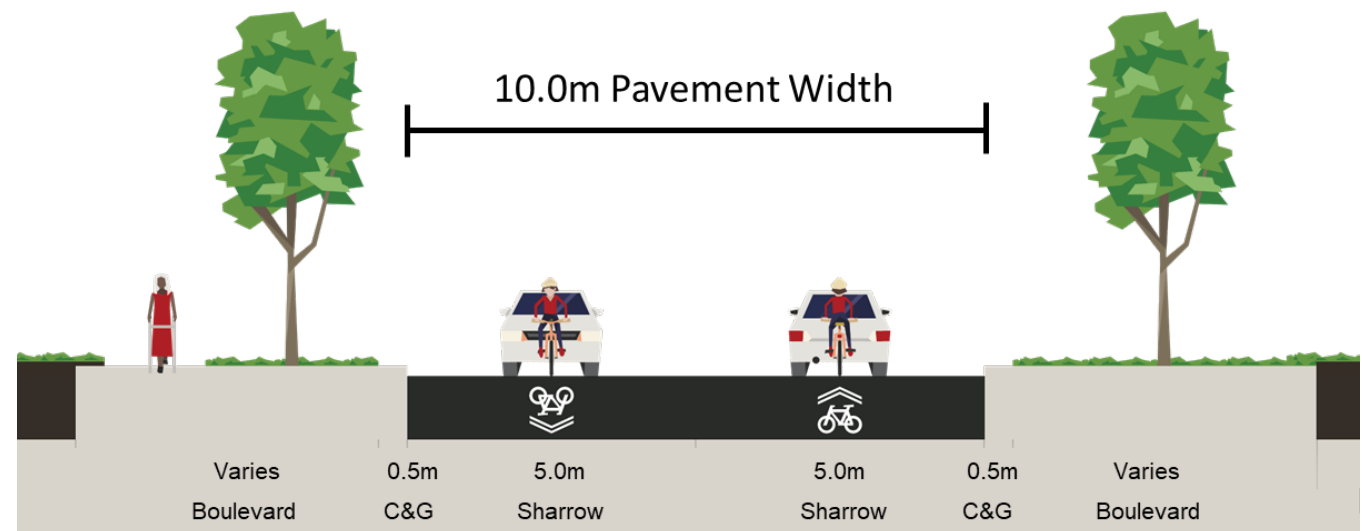 10.0m Pavement Width
Varies 0.5m 5.0m 5.0m 0.5m Varies
Boulevard C&G Sharrow Sharrow C&G Boulevard